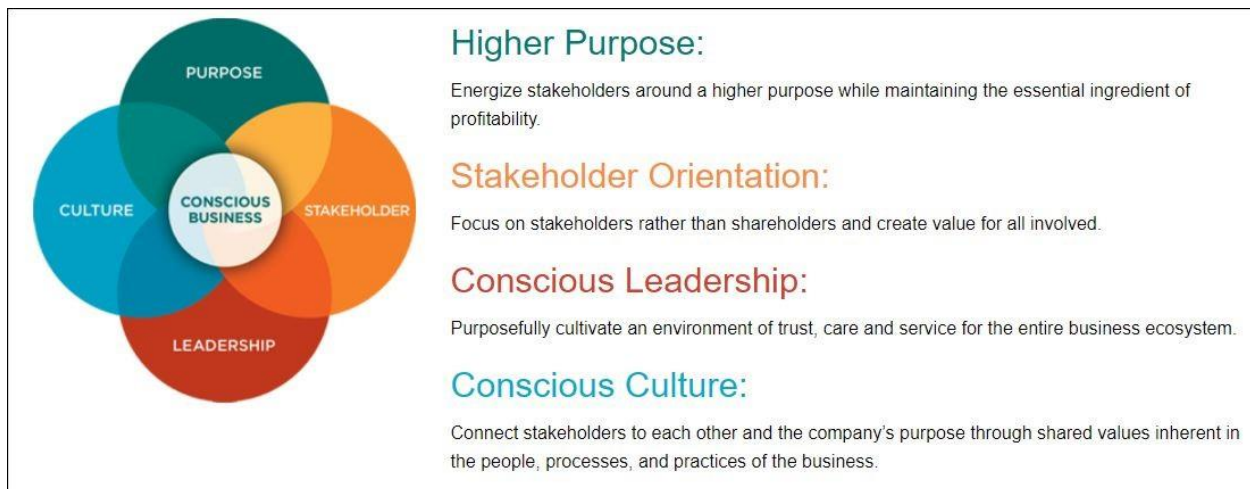 PURPOSE
CULTURE
CONSCIOUS
BUSINESS
STAKEHOLDER
LEADERSHIP
Higher Purpose:
Energize stakeholders around a higher purpose while maintaining the essential ingredient of
profitability.
Stakeholder Orientation:
Focus on stakeholders rather than shareholders and create value for all involved.
Conscious Leadership:
Purposefully cultivate an environment of trust, care and service for the entire business ecosystem.
Conscious Culture:
Connect stakeholders to each other and the company’s purpose through shared values inherent in
the people, processes, and practices of the business.